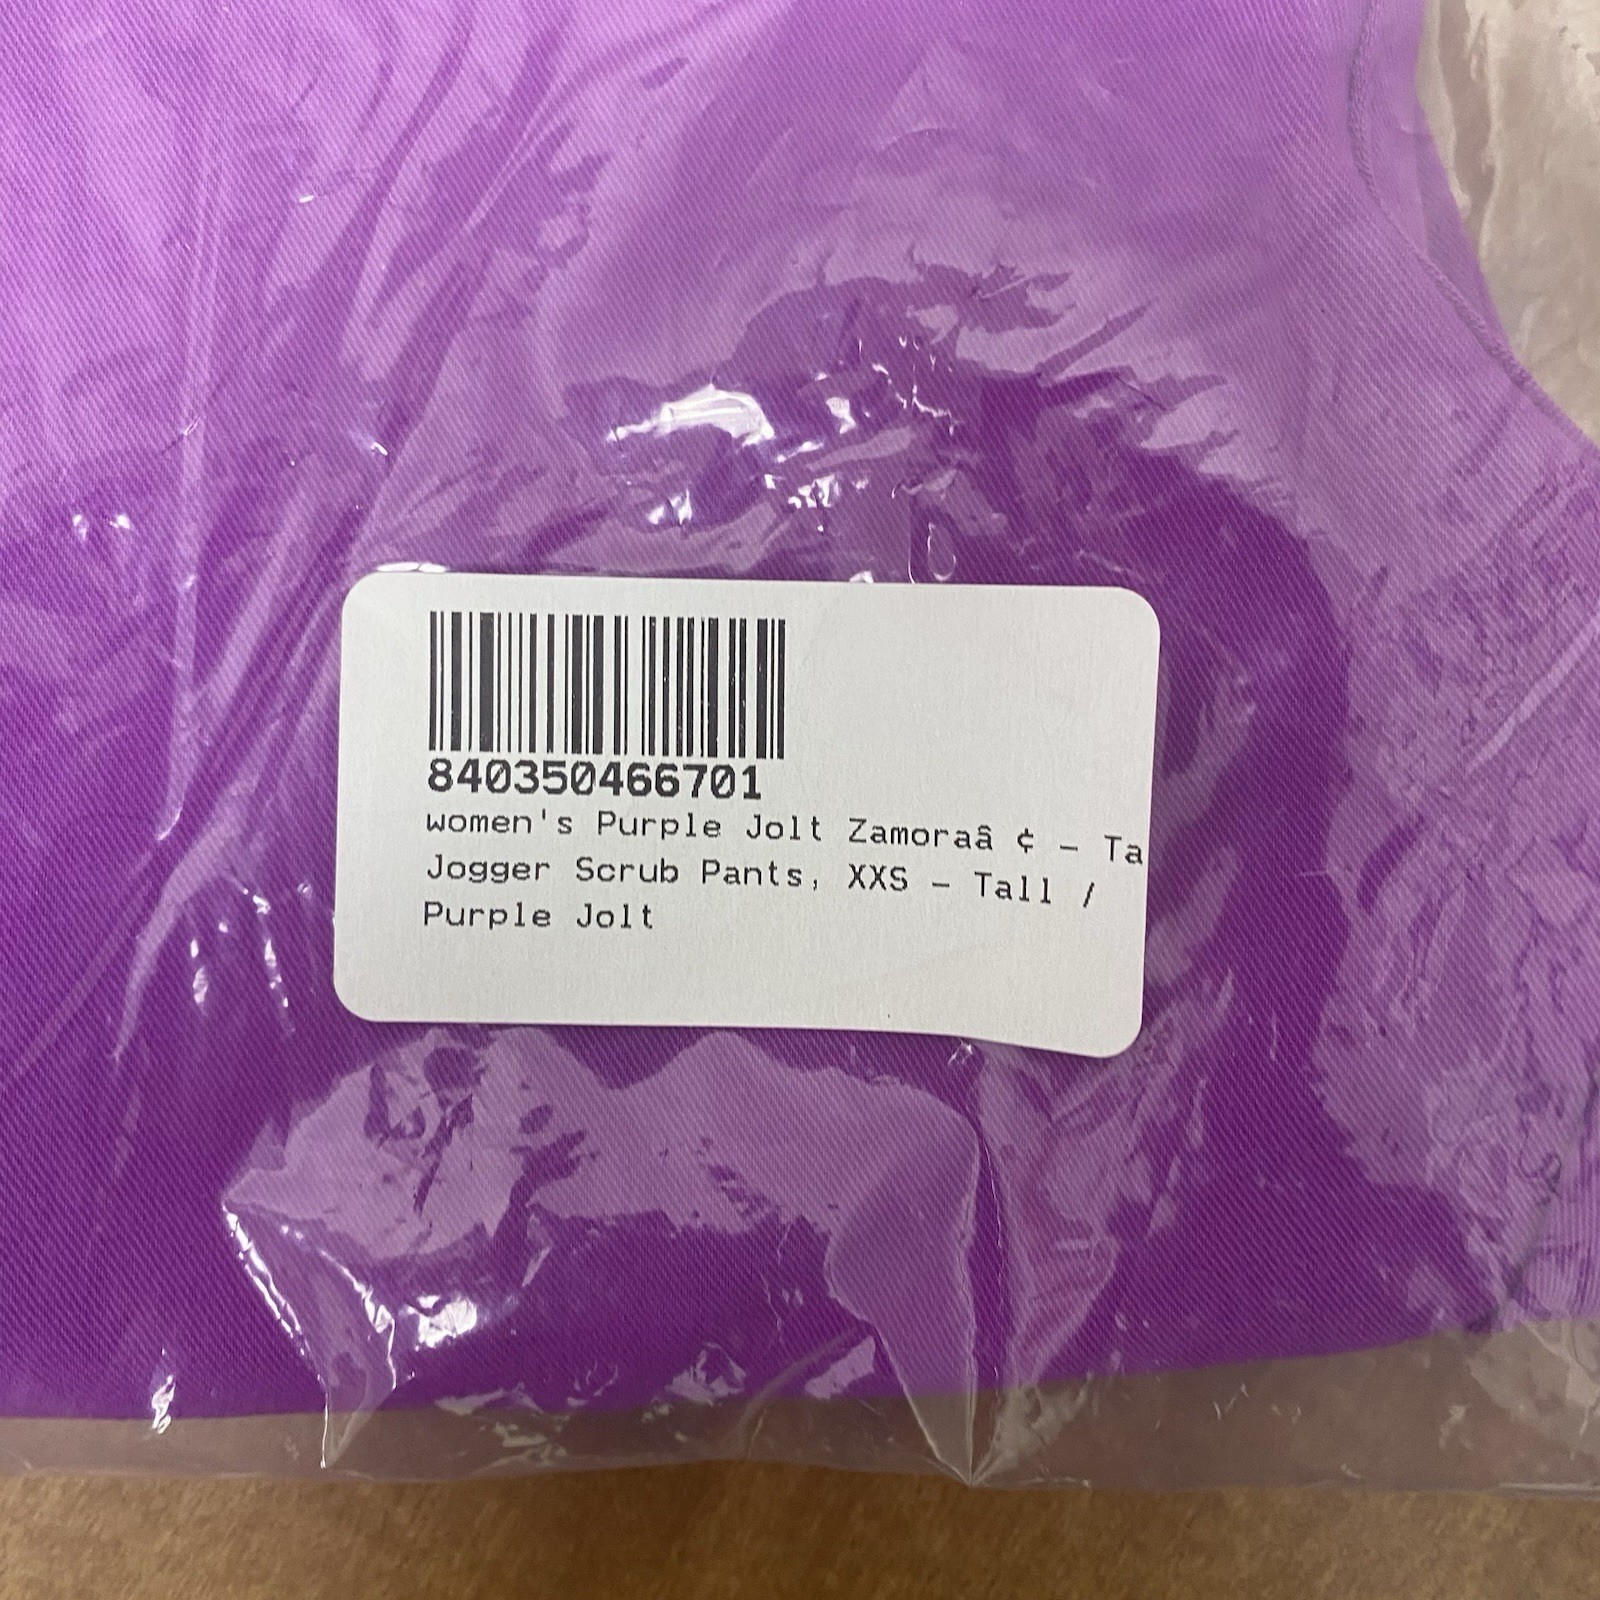 840350466701
women's Purple Jolt Zamoraâ ¢ – Ta
Jogger Scrub Pants, XXS – Tall /
Purple Jolt